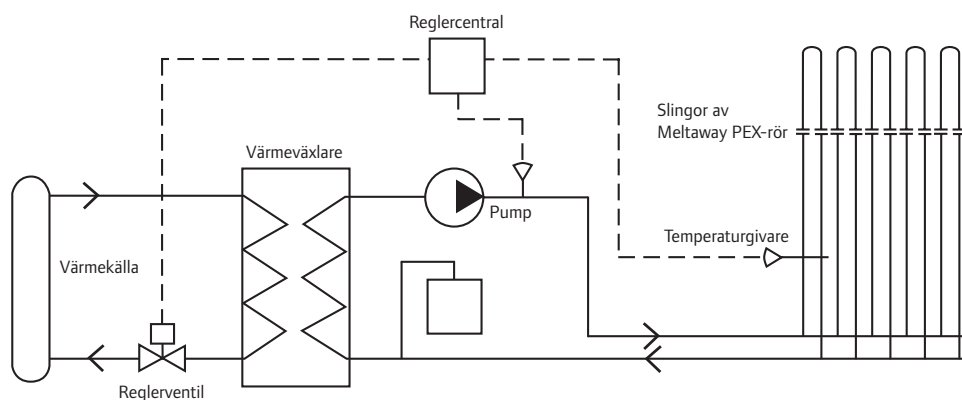 Reglercentral
Slingor av
Meltaway PEX-rör
Värmeväxlare
Pump
Temperaturgivare
Värmekälla
Reglerventil